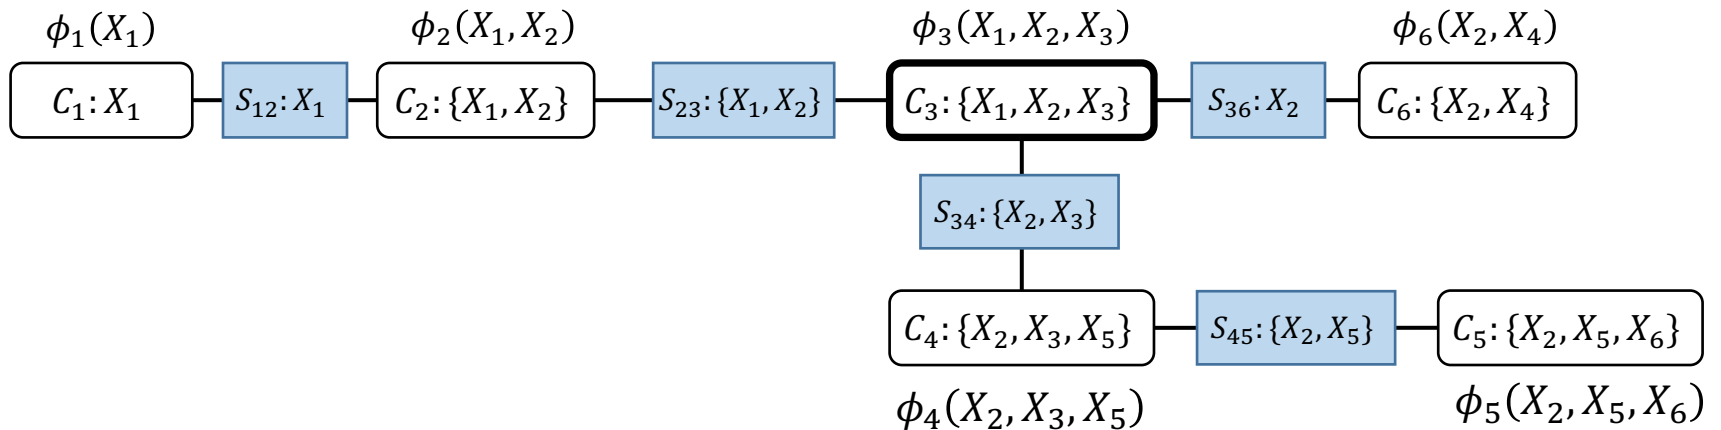 ϕ₁(X₁) ϕ₂(X₁, X₂) ϕ₃(X₁, X₂, X₃) ϕ₆(X₂, X₄)
C₁: X₁ S₁₂: X₁ C₂: {X₁, X₂} S₂₃: {X₁, X₂} C₃: {X₁, X₂, X₃} S₃₆: X₂ C₆: {X₂, X₄}
S₃₄: {X₂, X₃}
C₄: {X₂, X₃, X₅} S₄₅: {X₂, X₅} C₅: {X₂, X₅, X₆}
ϕ₄(X₂, X₃, X₅) ϕ₅(X₂, X₅, X₆)